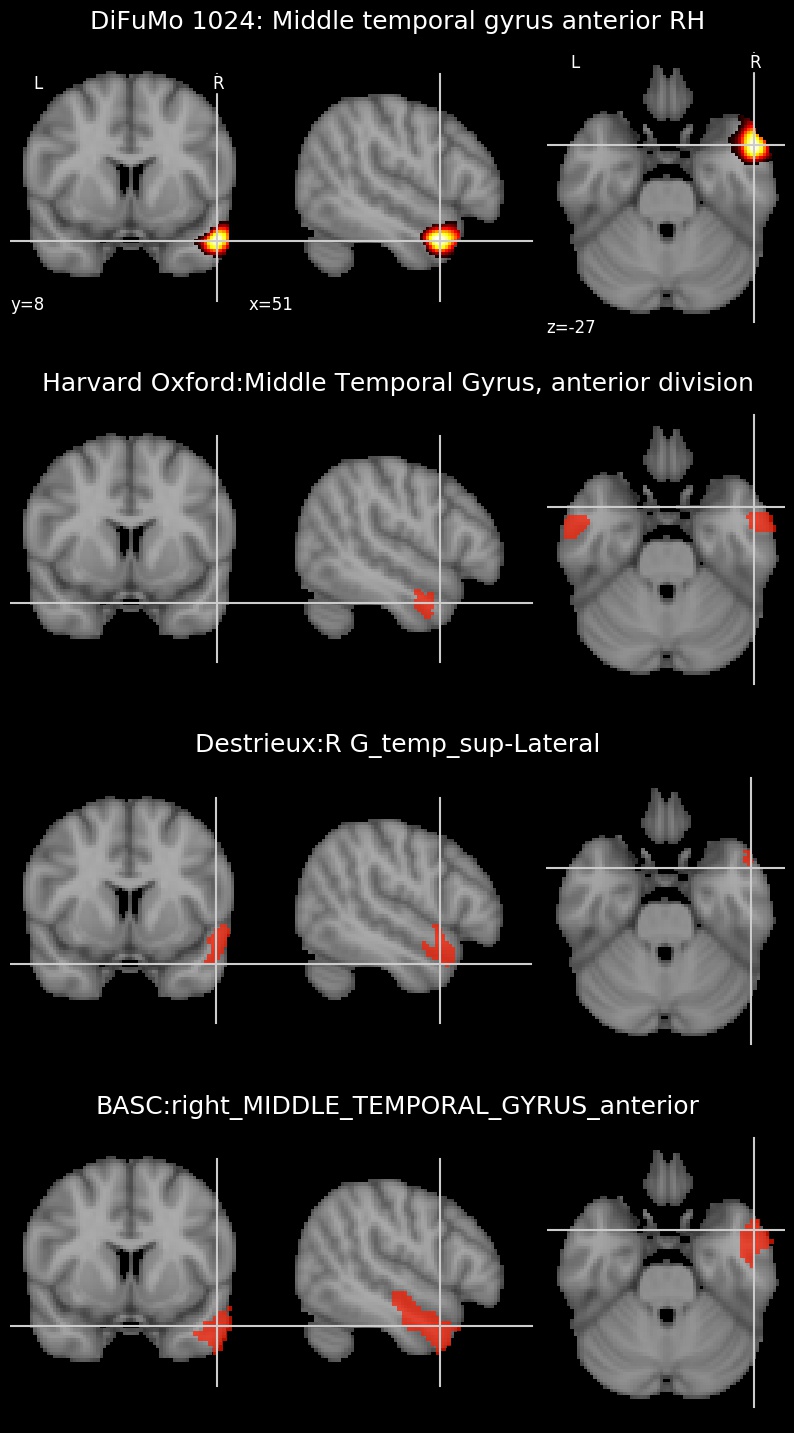 DiFuMo 1024: Middle temporal gyrus anterior RH
L R L R
y=8 x=51
z=-27
Harvard Oxford:Middle Temporal Gyrus, anterior division
Destrieux:R G_temp_sup-Lateral
BASC:right_MIDDLE_TEMPORAL_GYRUS_anterior